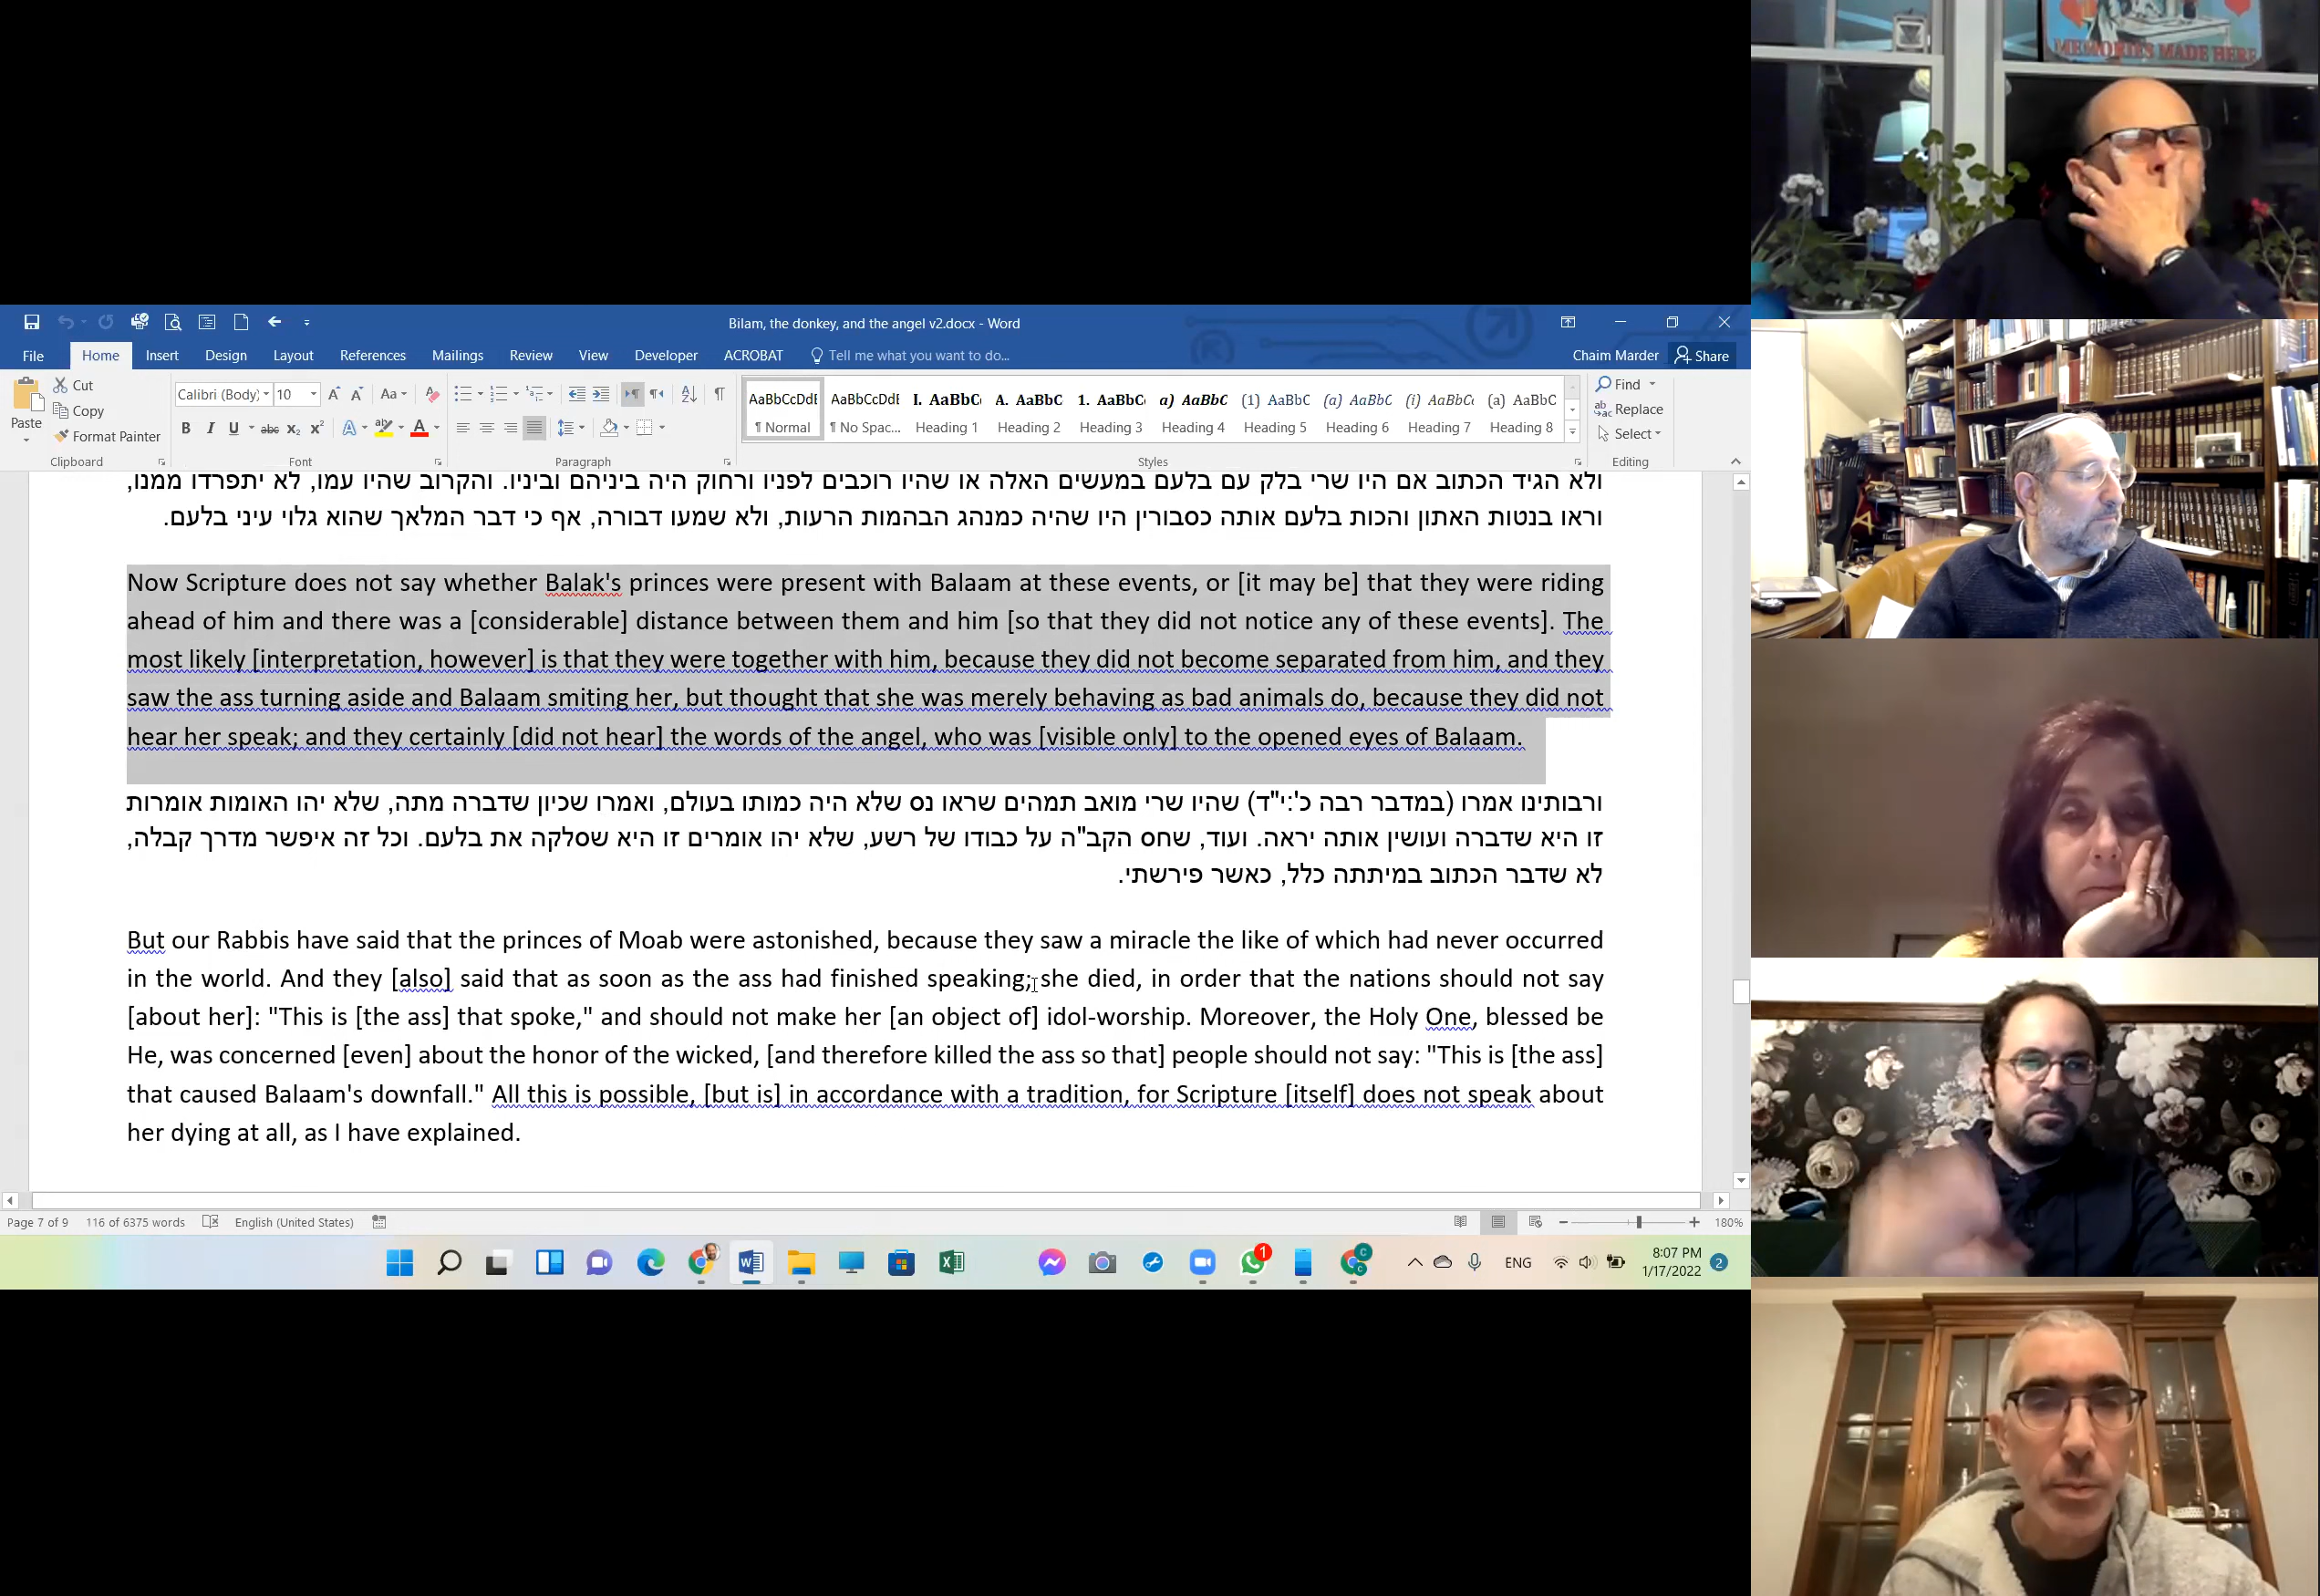 MEMORIES MADE HERE
Bilam, the donkey, and the angel v2.docx - Word
File Home Insert Design Layout References Mailings Review View Developer ACROBAT Tell me what you want to do... Chaim Marder Share
Paste
Cut
Copy
Format Painter
Clipboard
Calibri (Body) 10
Font
Paragraph
AaBbCcDdE AaBbCcDdE I. AaBbC A. AaBbC 1. AaBbC a) AaBbC (1) AaBbC (a) AaBbC (i) AaBbCc (a) AaBbC
¶ Normal ¶ No Spac... Heading 1 Heading 2 Heading 3 Heading 4 Heading 5 Heading 6 Heading 7 Heading 8
Styles
Find
Replace
Select
Editing
ולא הגיד הכתוב אם היו שרי בלק עם בלעם במעשים האלה או שהיו רוכבים לפניו ורחוק היה ביניהם וביניו. והקרוב שהיו עמו, לא יתפרדו ממנו,
וראו בנטות האתון והכות בלעם אותה כסבורין היו שהיה כמנהג הבהמות הרעות, ולא שמעו דבורה, אף כי דבר המלאך שהוא גלוי עיני בלעם.
Now Scripture does not say whether Balak's princes were present with Balaam at these events, or [it may be] that they were riding
ahead of him and there was a [considerable] distance between them and him [so that they did not notice any of these events]. The
most likely [interpretation, however] is that they were together with him, because they did not become separated from him, and they
saw the ass turning aside and Balaam smiting her, but thought that she was merely behaving as bad animals do, because they did not
hear her speak; and they certainly [did not hear] the words of the angel, who was [visible only] to the opened eyes of Balaam.
ורבותינו אמרו (במדבר רבה כ':י"ד) שהיו שרי מואב תמהים שראו נס שלא היה כמותו בעולם, ואמרו שכיון שדברה מתה, שלא יהו האומות אומרות
זו היא שדברה ועושין אותה יראה. ועוד, שחס הקב"ה על כבודו של רשע, שלא יהו אומרים זו היא שסלקה את בלעם. וכל זה איפשר מדרך קבלה,
לא שדבר הכתוב במיתתה כלל, כאשר פירשתי.
But our Rabbis have said that the princes of Moab were astonished, because they saw a miracle the like of which had never occurred
in the world. And they [also] said that as soon as the ass had finished speaking; she died, in order that the nations should not say
[about her]: "This is [the ass] that spoke," and should not make her [an object of] idol-worship. Moreover, the Holy One, blessed be
He, was concerned [even] about the honor of the wicked, [and therefore killed the ass so that] people should not say: "This is [the ass]
that caused Balaam's downfall." All this is possible, [but is] in accordance with a tradition, for Scripture [itself] does not speak about
her dying at all, as I have explained.
Page 7 of 9 116 of 6375 words English (United States) 180%
ENG 8:07 PM
1/17/2022 2